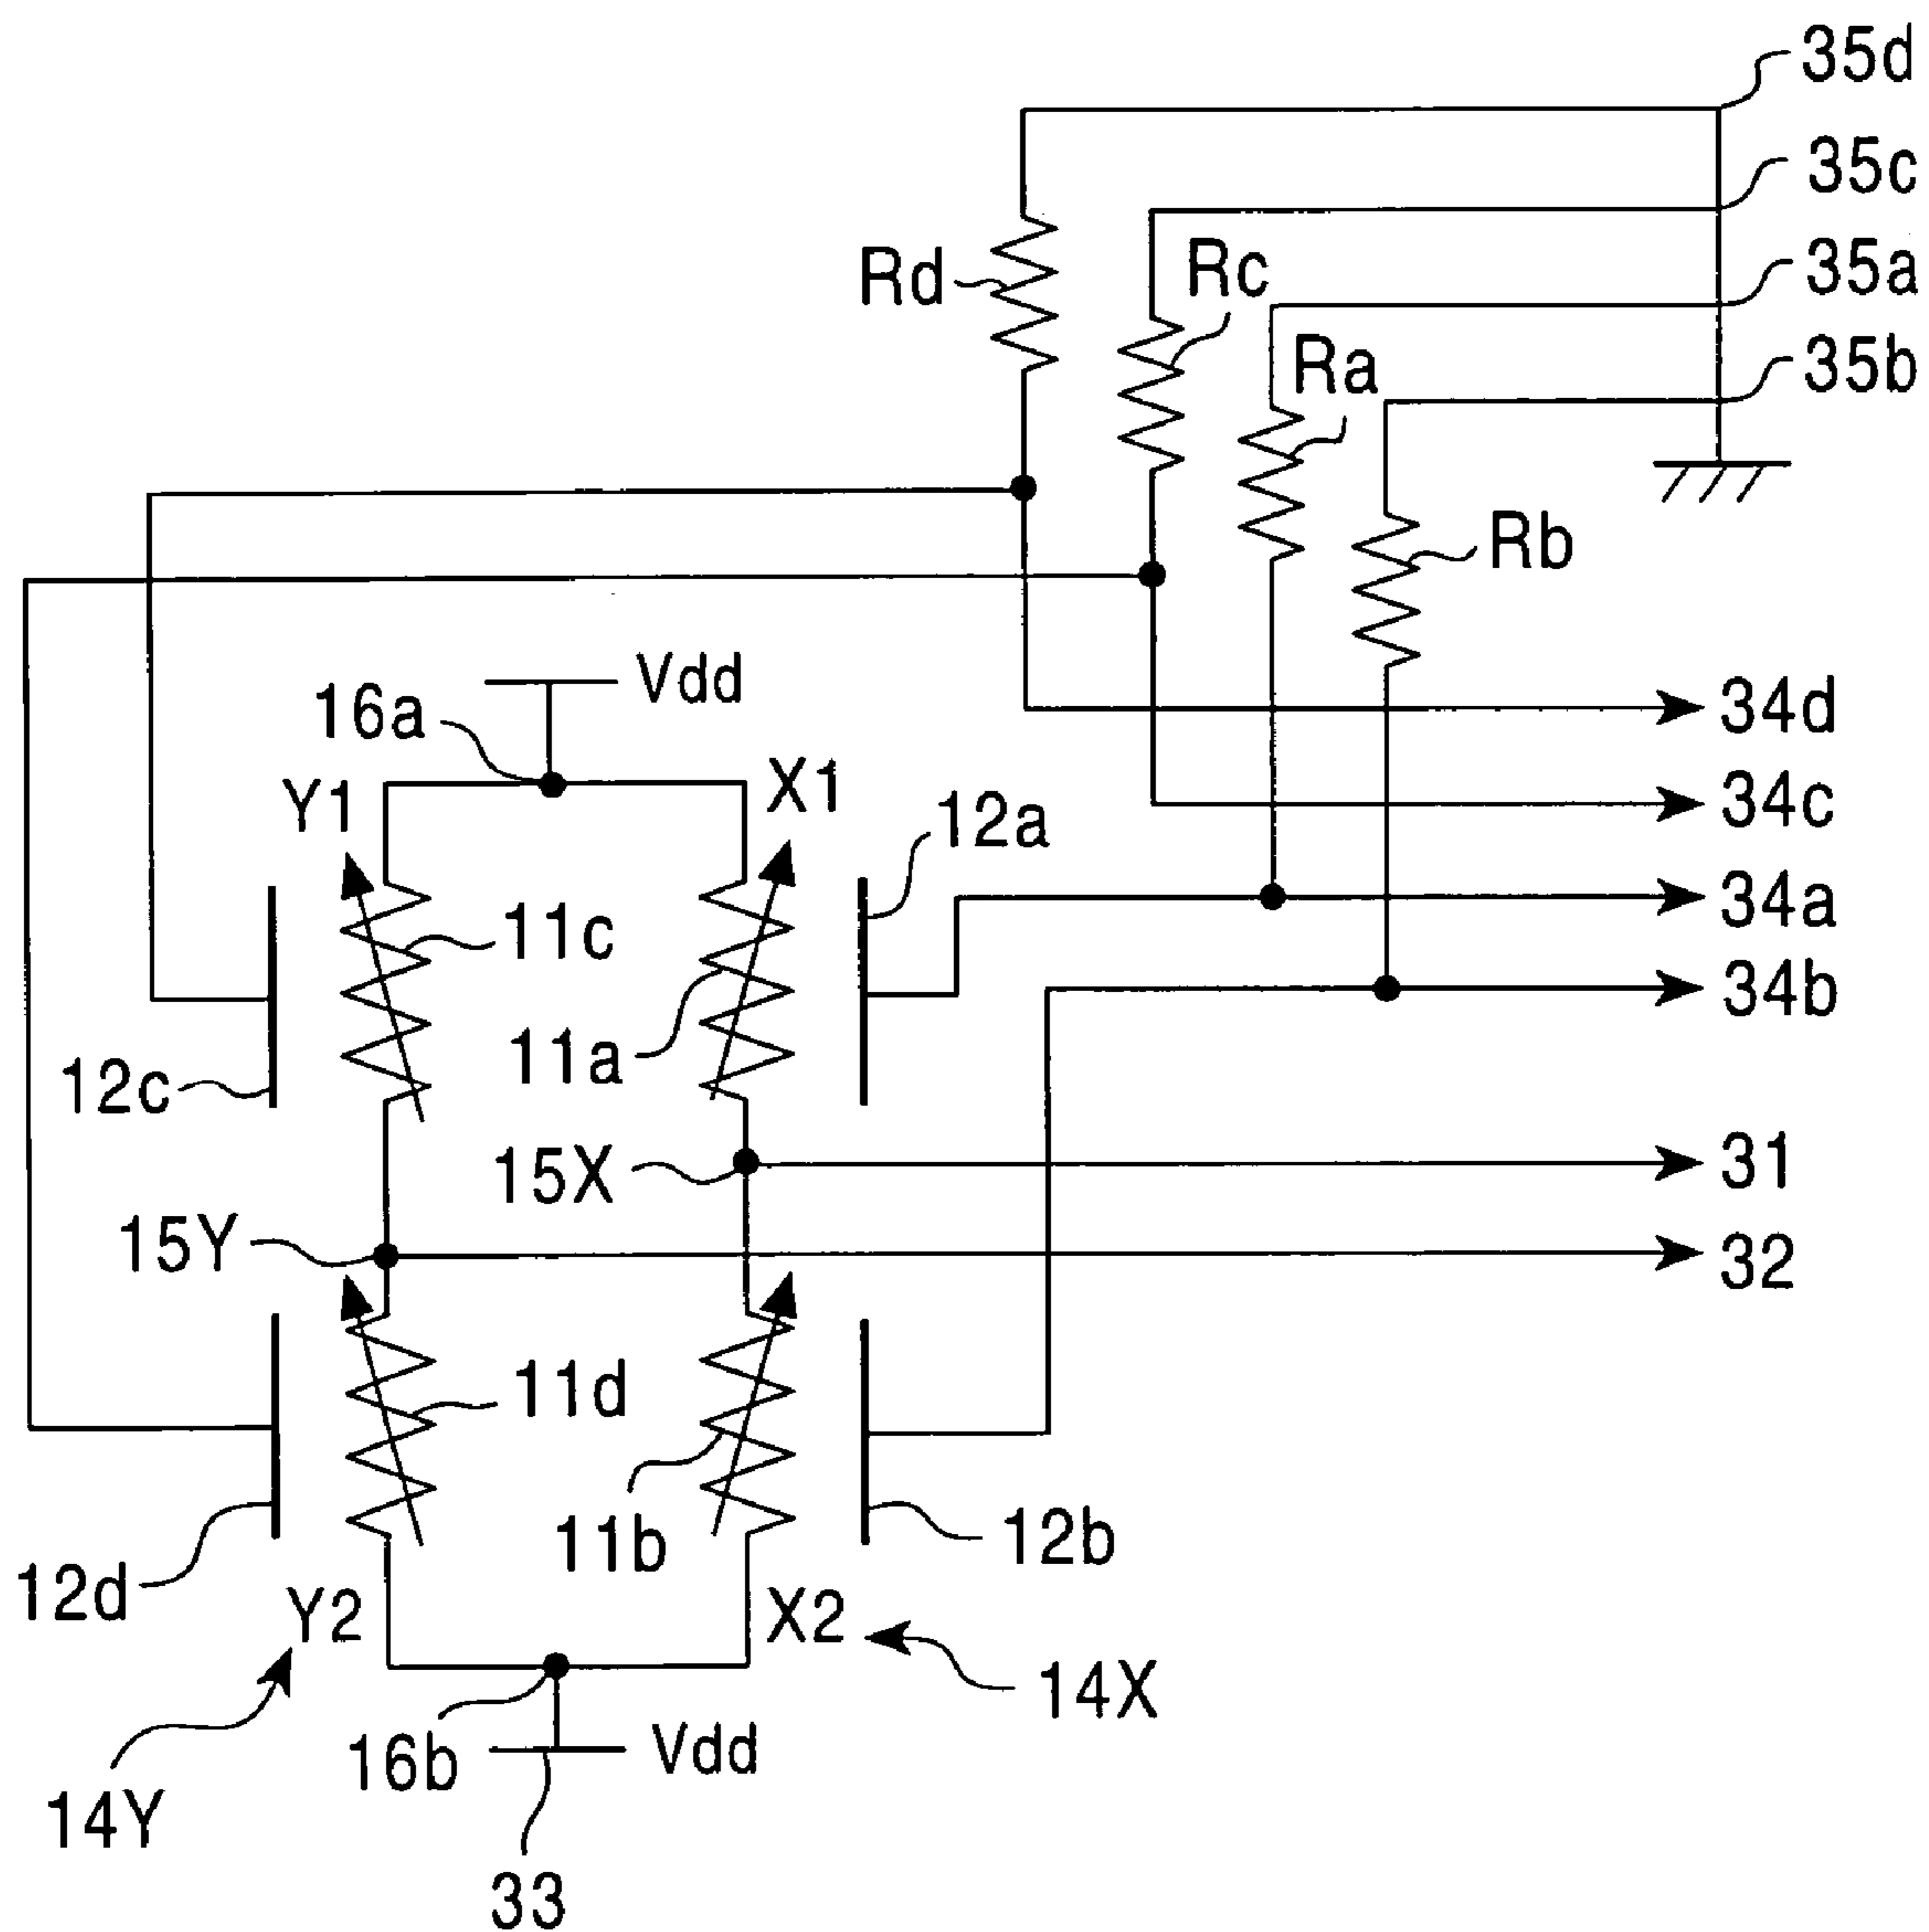 35d
35c
Rd
Rc
35a
Ra
35b
Rb
Vdd
16a
34d
Y1
X1
12a
34c
11c
34a
11a
34b
12c
15X
31
15Y
32
11d
11b
12b
12d
Y2
X2
14X
16b
Vdd
14Y
33